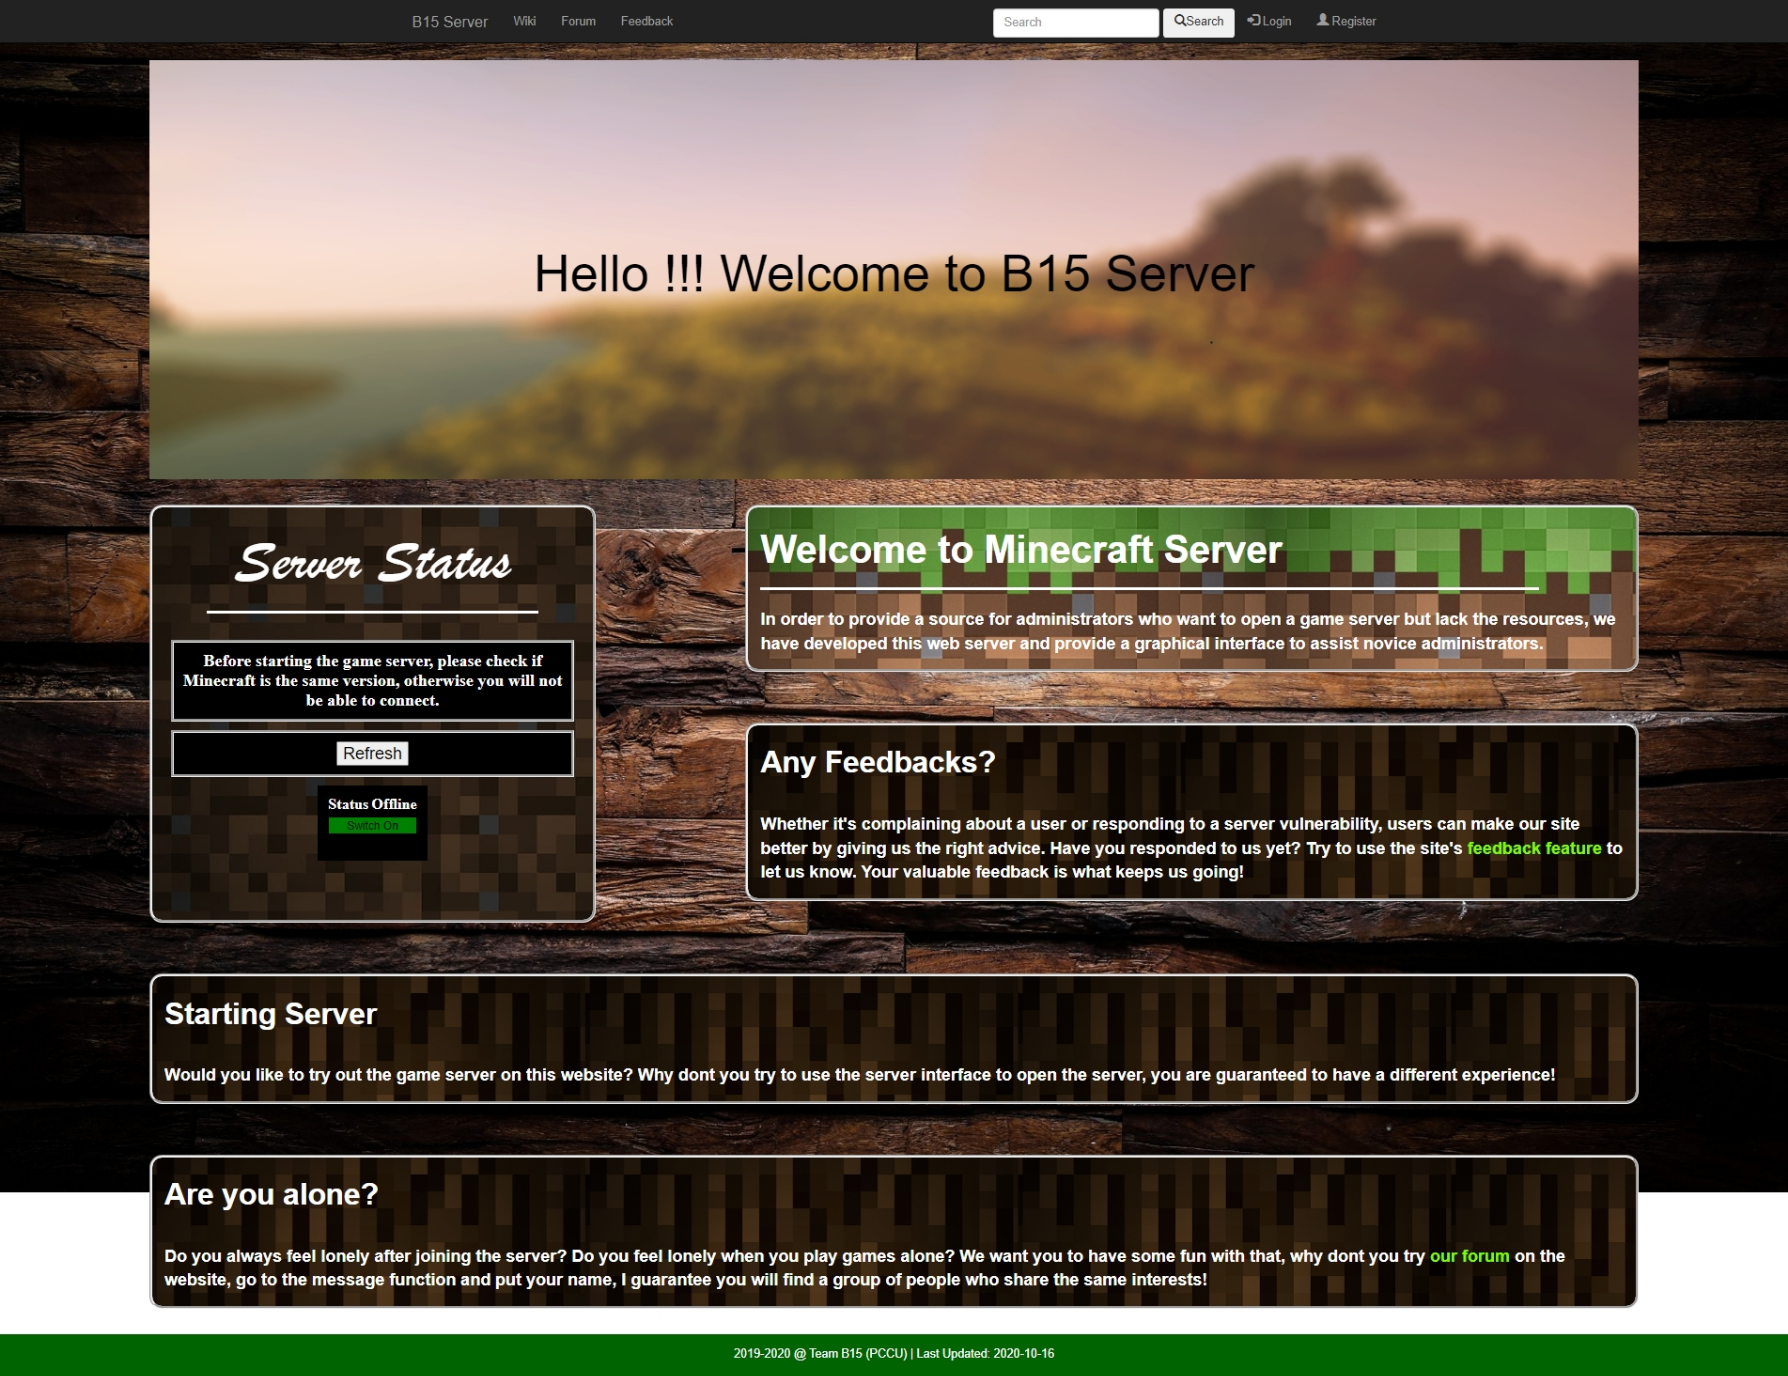 B15 Server Wiki Forum Feedback Search Search Login Register
Hello !!! Welcome to B15 Server
Server Status
Before starting the game server, please check if
Minecraft is the same version, otherwise you will not
be able to connect.
Refresh
Status Offline
Switch On
Welcome to Minecraft Server
In order to provide a source for administrators who want to open a game server but lack the resources, we
have developed this web server and provide a graphical interface to assist novice administrators.
Any Feedbacks?
Whether it's complaining about a user or responding to a server vulnerability, users can make our site
better by giving us the right advice. Have you responded to us yet? Try to use the site's feedback feature to
let us know. Your valuable feedback is what keeps us going!
Starting Server
Would you like to try out the game server on this website? Why dont you try to use the server interface to open the server, you are guaranteed to have a different experience!
Are you alone?
Do you always feel lonely after joining the server? Do you feel lonely when you play games alone? We want you to have some fun with that, why dont you try our forum on the
website, go to the message function and put your name, I guarantee you will find a group of people who share the same interests!
2019-2020 @ Team B15 (PCCU) | Last Updated: 2020-10-16